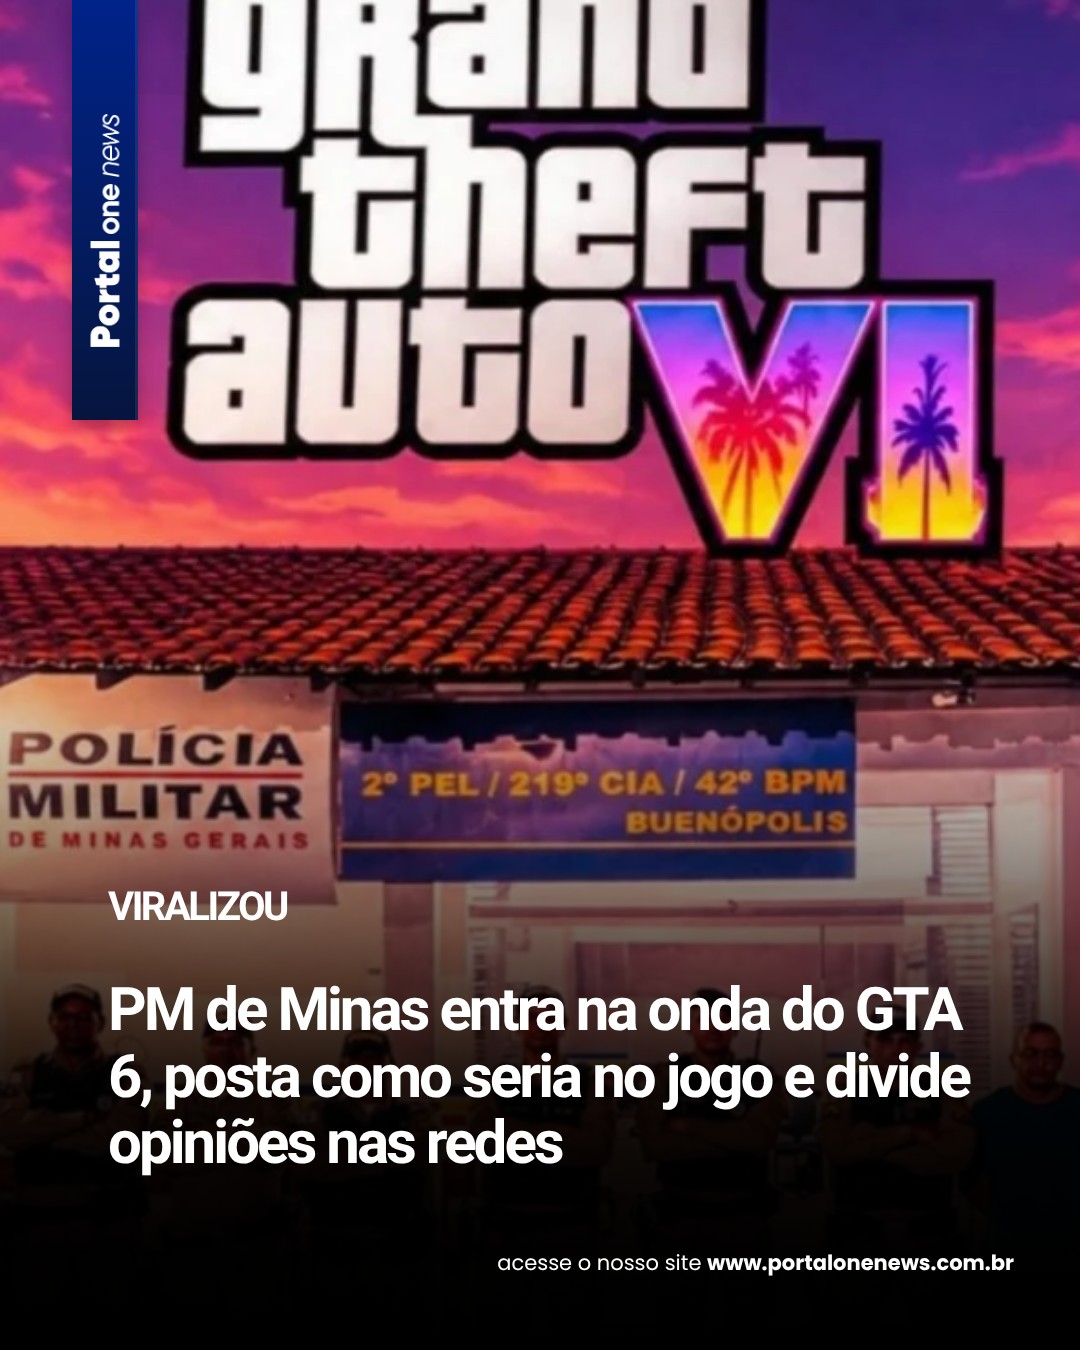 grand
theft
auto VI
Portal one news
POLÍCIA
MILITAR
DE MINAS GERAIS
2º PEL / 219º CIA / 42º BPM
BUENÓPOLIS
VIRALIZOU
PM de Minas entra na onda do GTA
6, posta como seria no jogo e divide
opiniões nas redes
acesse o nosso site www.portalonenews.com.br